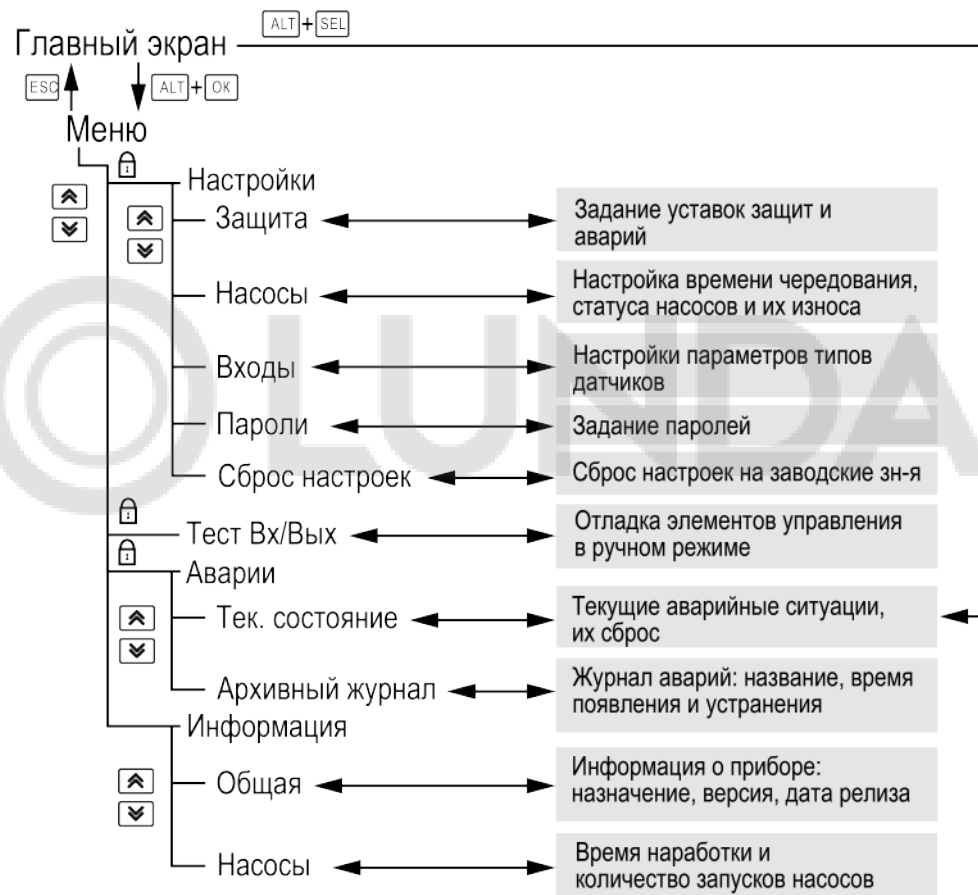 ALT + SEL
Главный экран
ESC
ALT + OK
Меню
Настройки
Защита
Задание уставок защит и
аварий
Насосы
Настройка времени чередования,
статуса насосов и их износа
Входы
Настройки параметров типов
датчиков
Пароли
Задание паролей
Сброс настроек
Сброс настроек на заводские зн-я
Тест Вх/Вых
Отладка элементов управления
в ручном режиме
Аварии
Тек. состояние
Текущие аварийные ситуации,
их сброс
Архивный журнал
Журнал аварий: название, время
появления и устранения
Информация
Общая
Информация о приборе:
назначение, версия, дата релиза
Насосы
Время наработки и
количество запусков насосов
LUNDA